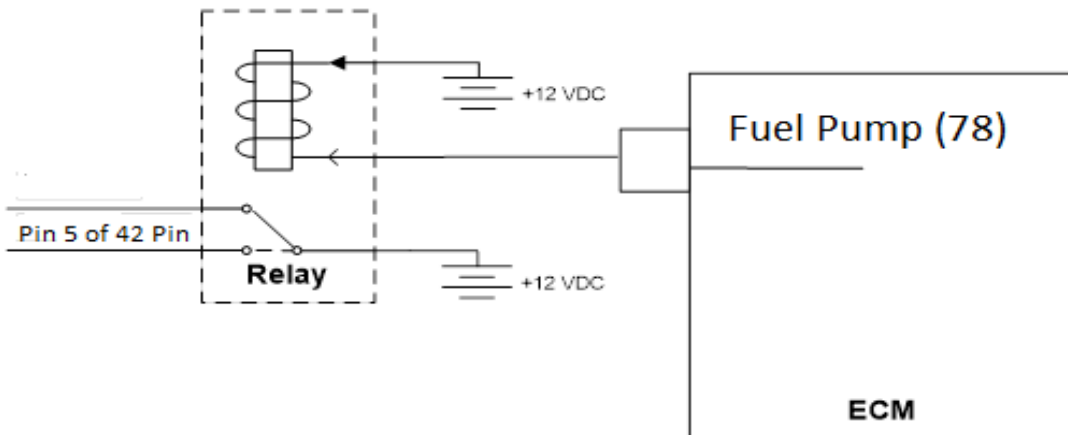 +12 VDC
Fuel Pump (78)
Pin 5 of 42 Pin
Relay
+12 VDC
ECM